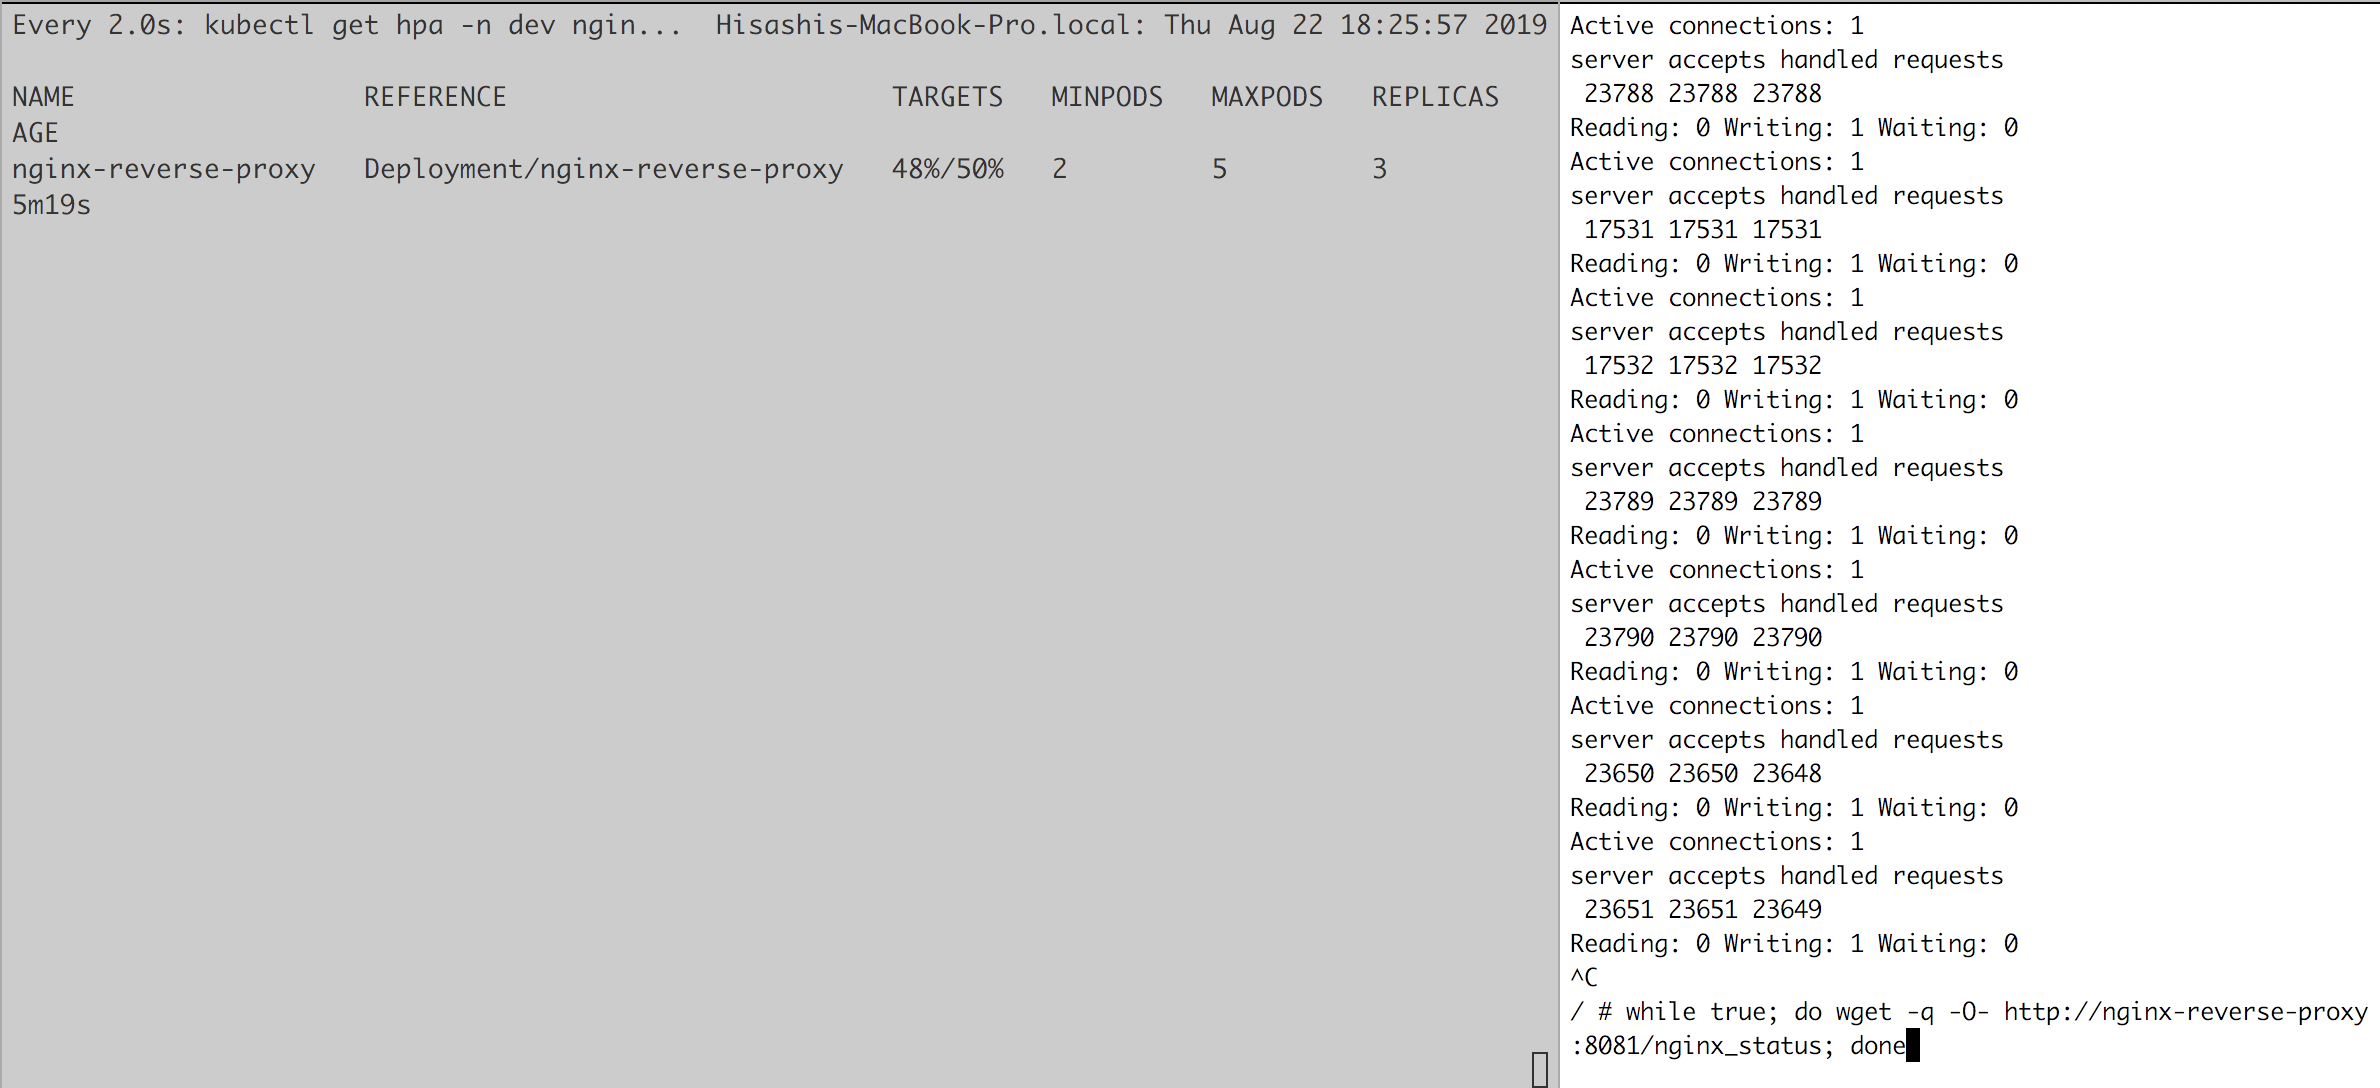 Every 2.0s: kubectl get hpa -n dev ngin...  Hisashis-MacBook-Pro.local: Thu Aug 22 18:25:57 2019
NAME REFERENCE TARGETS MINPODS MAXPODS REPLICAS
AGE
nginx-reverse-proxy Deployment/nginx-reverse-proxy 48%/50% 2 5 3
5m19s
Active connections: 1
server accepts handled requests
23788 23788 23788
Reading: 0 Writing: 1 Waiting: 0
Active connections: 1
server accepts handled requests
17531 17531 17531
Reading: 0 Writing: 1 Waiting: 0
Active connections: 1
server accepts handled requests
17532 17532 17532
Reading: 0 Writing: 1 Waiting: 0
Active connections: 1
server accepts handled requests
23789 23789 23789
Reading: 0 Writing: 1 Waiting: 0
Active connections: 1
server accepts handled requests
23790 23790 23790
Reading: 0 Writing: 1 Waiting: 0
Active connections: 1
server accepts handled requests
23650 23650 23648
Reading: 0 Writing: 1 Waiting: 0
Active connections: 1
server accepts handled requests
23651 23651 23649
Reading: 0 Writing: 1 Waiting: 0
^C
/ # while true; do wget -q -O- http://nginx-reverse-proxy
:8081/nginx_status; done